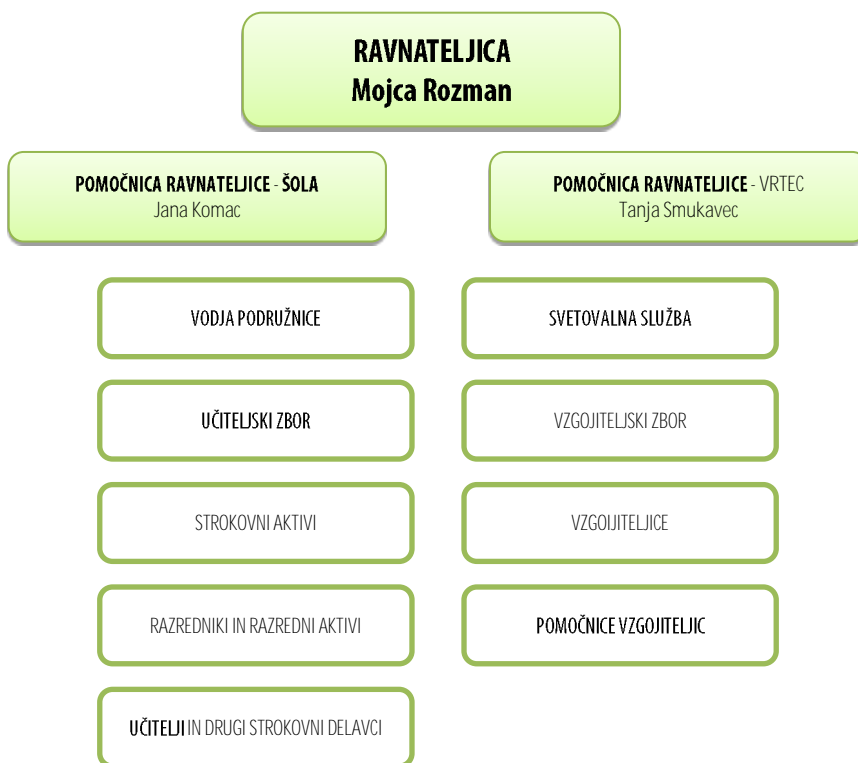 RAVNATELJICA
Mojca Rozman
POMOČNICA RAVNATELJICE - ŠOLA
Jana Komac
POMOČNICA RAVNATELJICE - VRTEC
Tanja Smukavec
VODJA PODRUŽNICE
UČITELJSKI ZBOR
STROKOVNI AKTIVI
RAZREDNIKI IN RAZREDNI AKTIVI
UČITELJI IN DRUGI STROKOVNI DELAVCI
SVETOVALNA SLUŽBA
VZGOJITELJSKI ZBOR
VZGOIJITELJICE
POMOČNICE VZGOJITELJIC